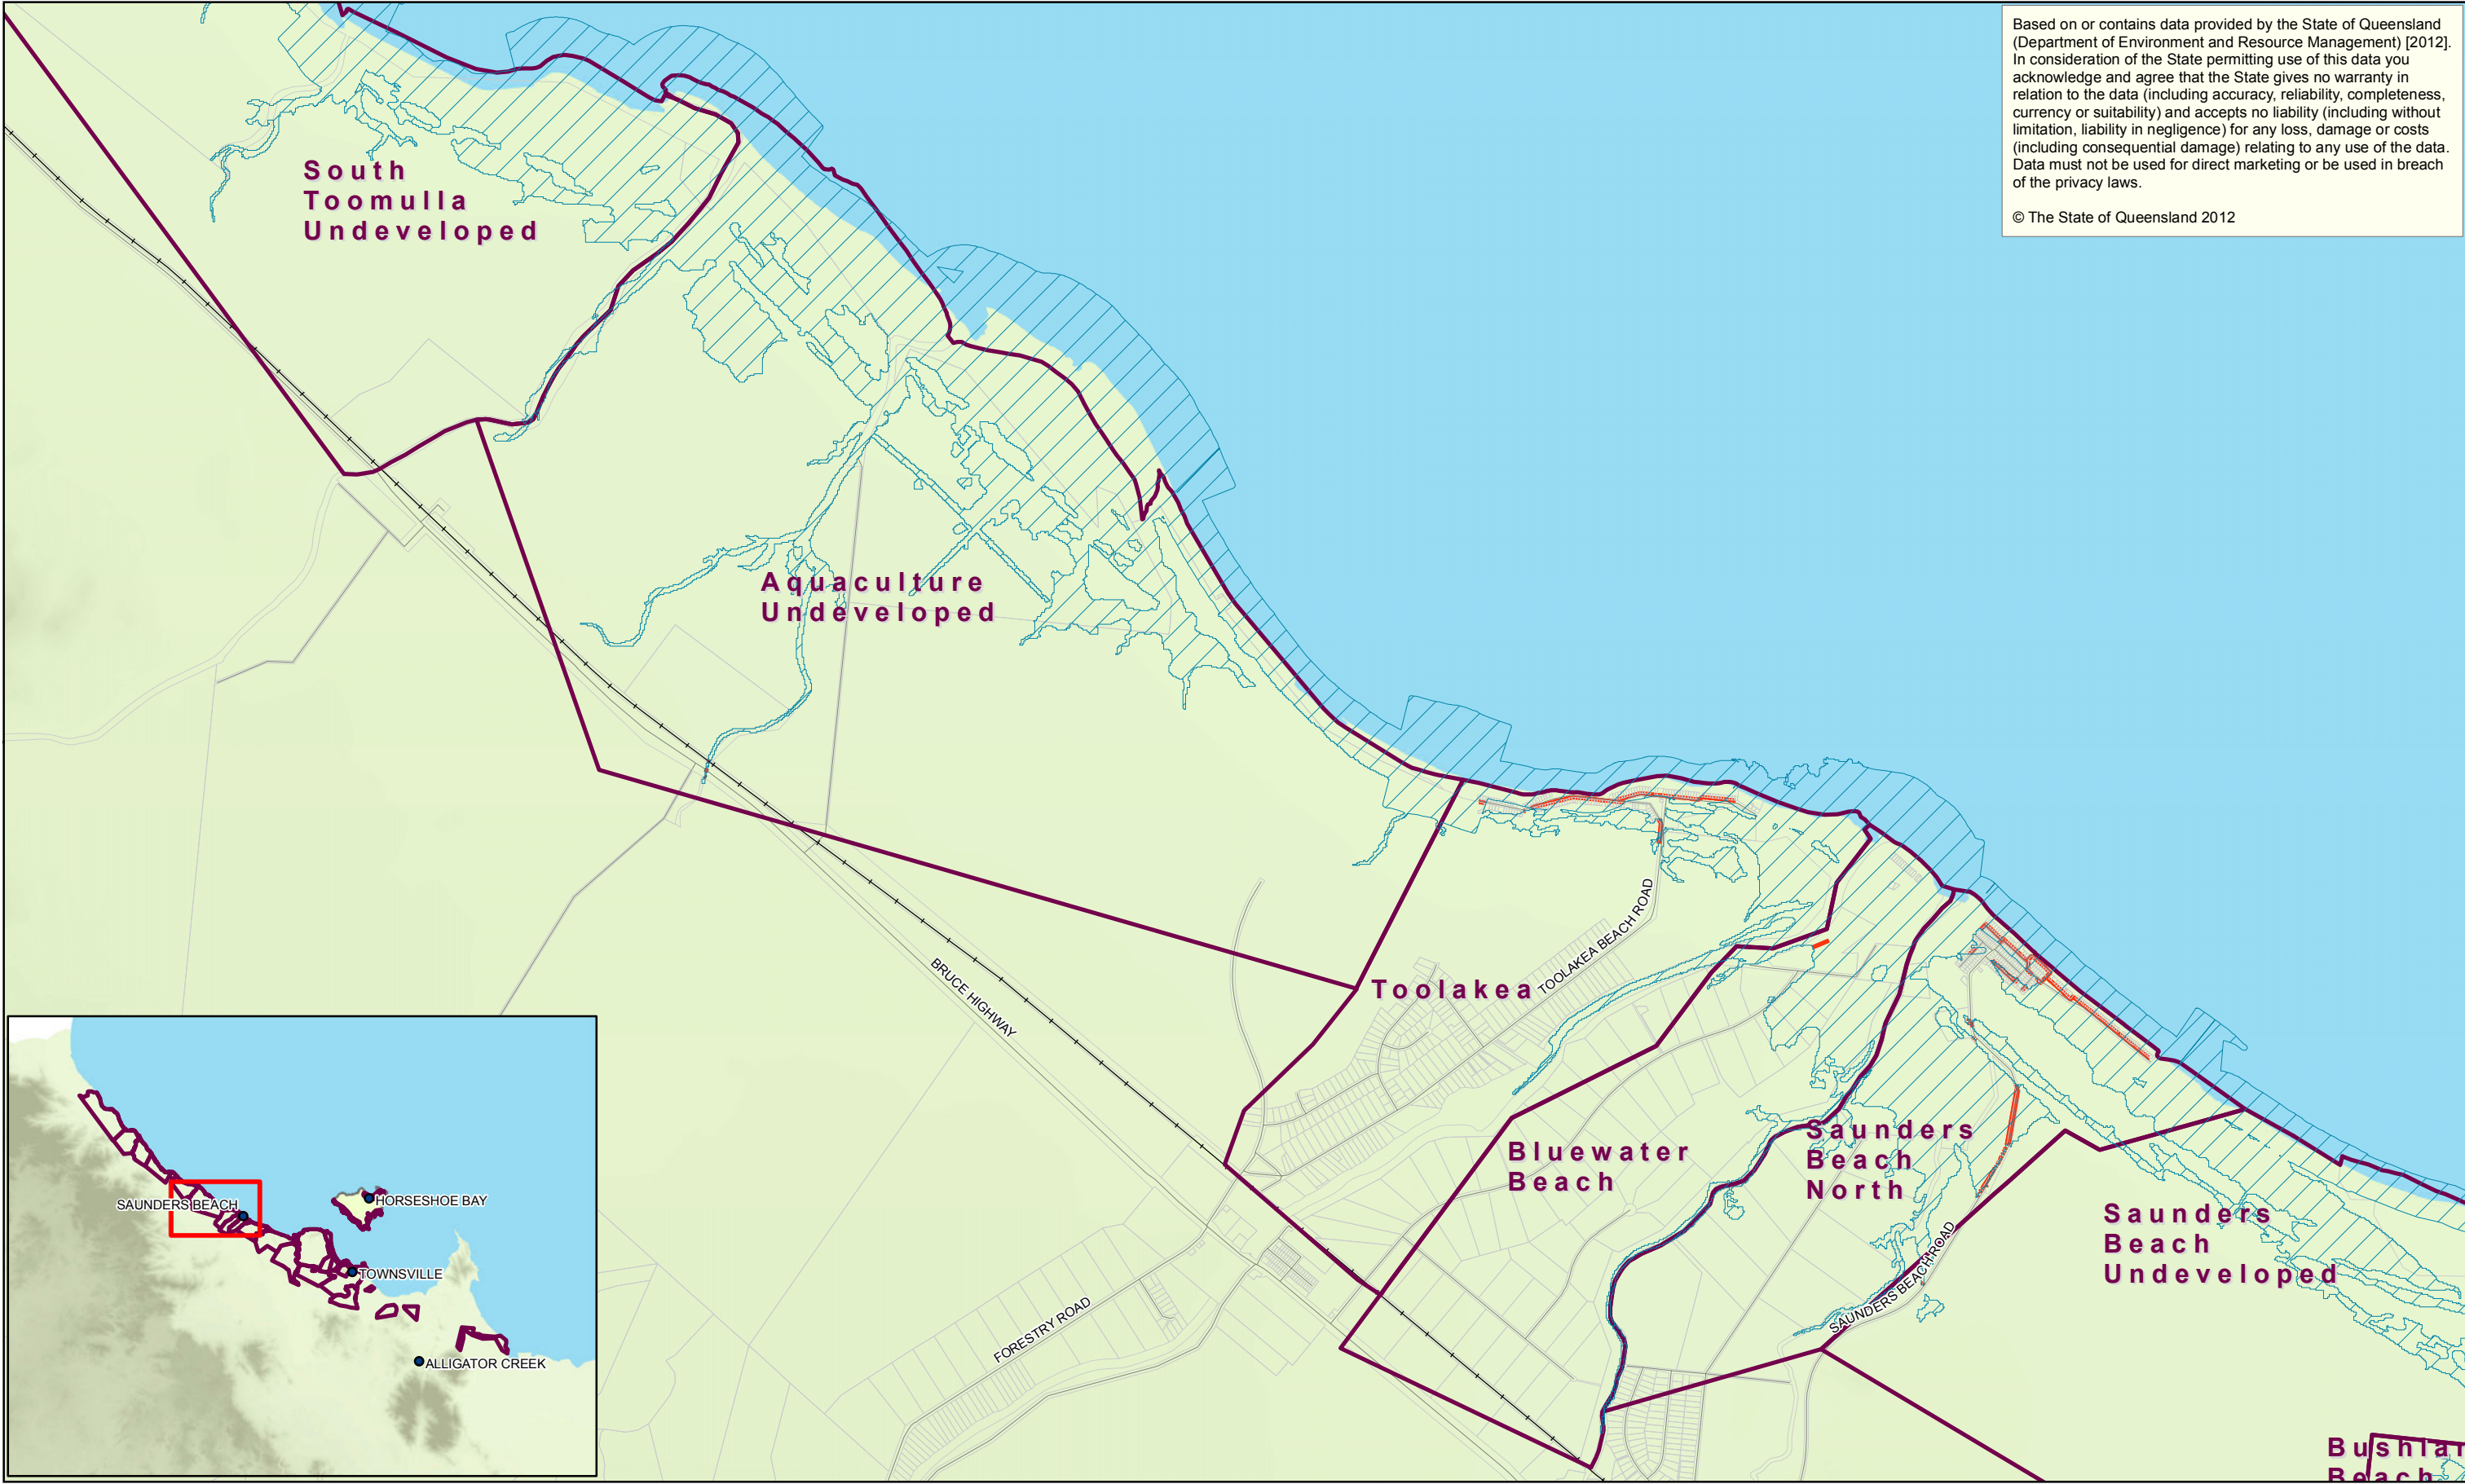 Based on or contains data provided by the State of Queensland
(Department of Environment and Resource Management) [2012].
In consideration of the State permitting use of this data you
acknowledge and agree that the State gives no warranty in
relation to the data (including accuracy, reliability, completeness,
currency or suitability) and accepts no liability (including without
limitation, liability in negligence) for any loss, damage or costs
(including consequential damage) relating to any use of the data.
Data must not be used for direct marketing or be used in breach
of the privacy laws.
© The State of Queensland 2012
South
Toomulla
Undeveloped
Aquaculture
Undeveloped
TOOLAKEA BEACH ROAD
Toolakea
BRUCE HIGHWAY
Bluewater
Beach
Saunders
Beach
North
Saunders
Beach
Undeveloped
SAUNDERS BEACH ROAD
FORESTRY ROAD
Beach
SAUNDERS BEACH
HORSESHOE BAY
TOWNSVILLE
ALLIGATOR CREEK